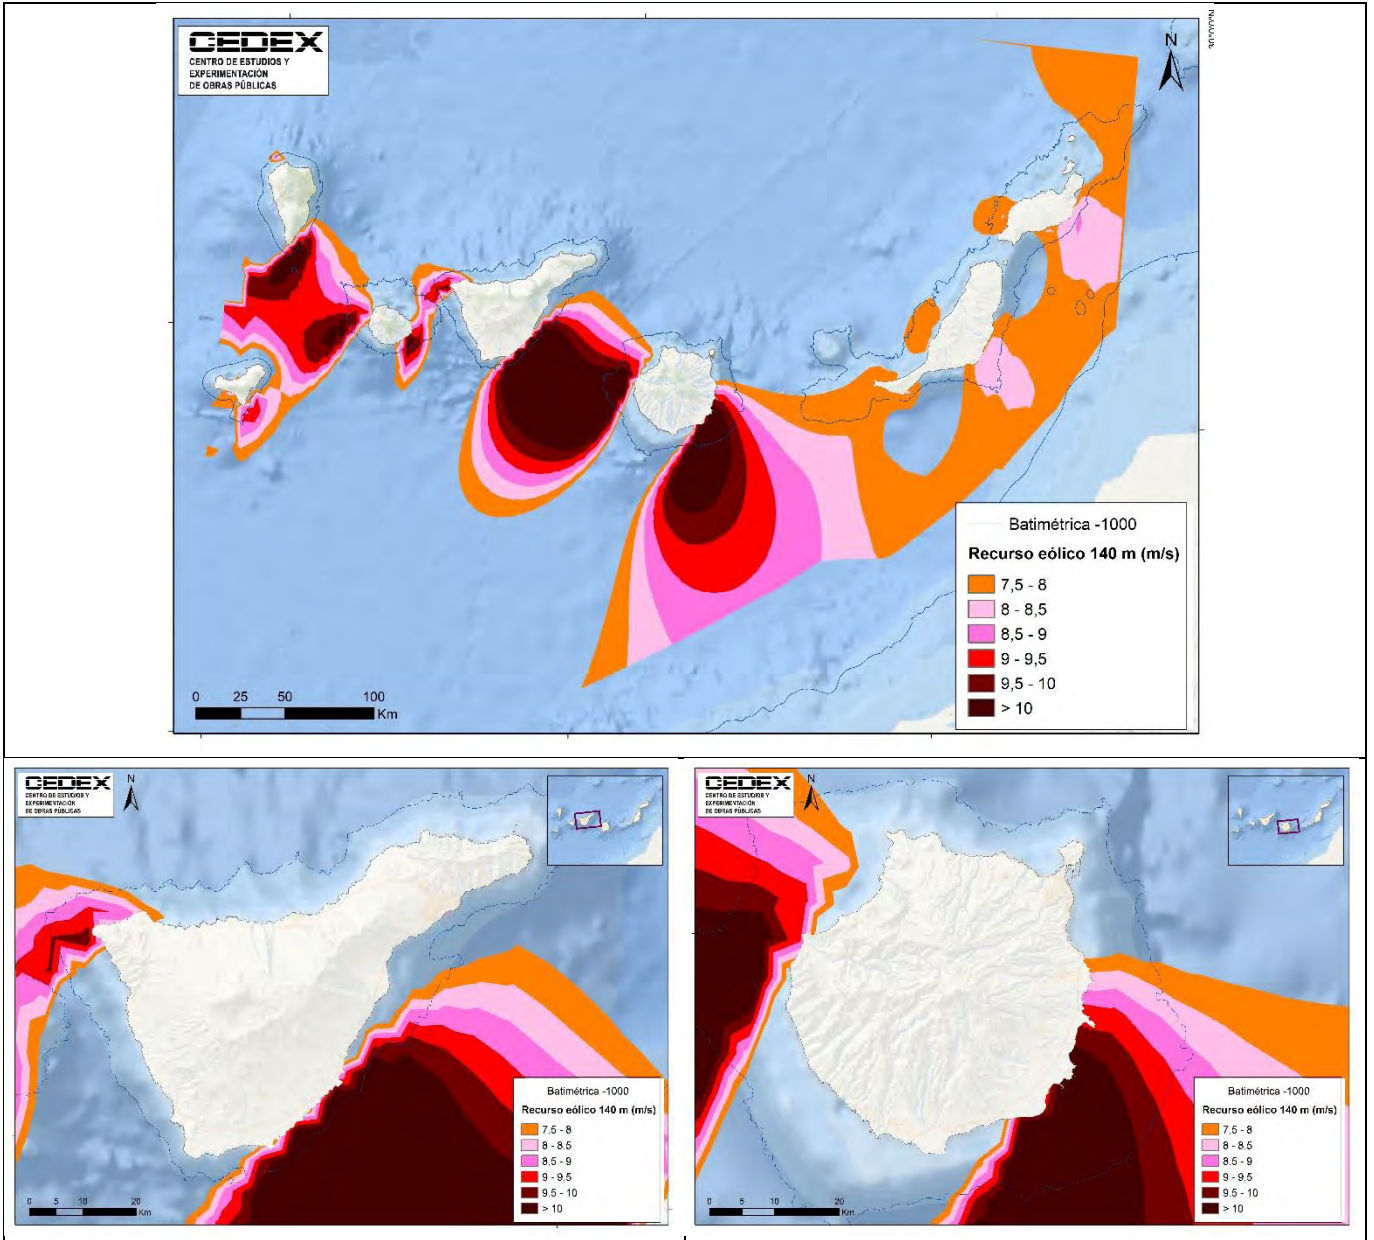 CEDEX
CENTRO DE ESTUDIOS Y
EXPERIMENTACIÓN
DE OBRAS PÚBLICAS
N
Batimétrica -1000
Recurso eólico 140 m (m/s)
7,5 - 8
8 - 8,5
8,5 - 9
9 - 9,5
9,5 - 10
> 10
0 25 50 100
Km
CEDEX
CENTRO DE ESTUDIOS Y
EXPERIMENTACIÓN
DE OBRAS PÚBLICAS
N
Batimétrica -1000
Recurso eólico 140 m (m/s)
7,5 - 8
8 - 8,5
8,5 - 9
9 - 9,5
9,5 - 10
> 10
0 5 10 20
Km
CEDEX
CENTRO DE ESTUDIOS Y
EXPERIMENTACIÓN
DE OBRAS PÚBLICAS
N
Batimétrica -1000
Recurso eólico 140 m (m/s)
7,5 - 8
8 - 8,5
8,5 - 9
9 - 9,5
9,5 - 10
> 10
0 5 10 20
Km